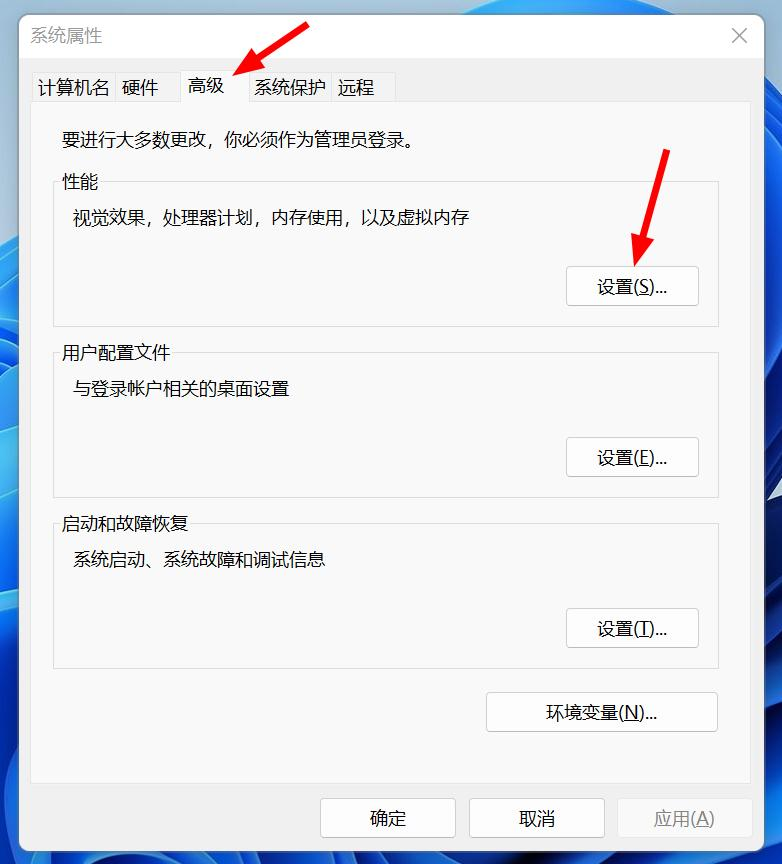 系统属性
计算机名 硬件 高级 系统保护 远程
要进行大多数更改，你必须作为管理员登录。
性能
视觉效果，处理器计划，内存使用，以及虚拟内存
设置(S)...
用户配置文件
与登录帐户相关的桌面设置
设置(E)...
启动和故障恢复
系统启动、系统故障和调试信息
设置(T)...
环境变量(N)...
确定 取消 应用(A)